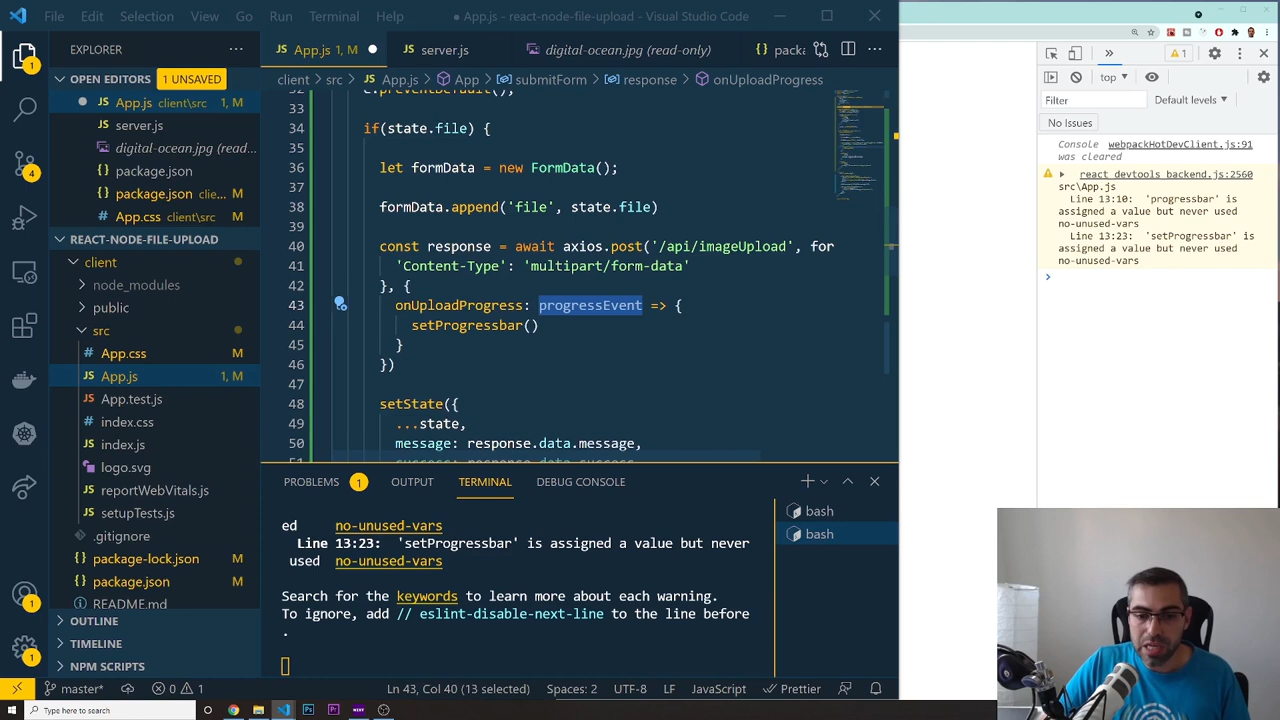 File Edit Selection View Go Run Terminal Help ● App.js - react-node-file-upload - Visual Studio Code
EXPLORER
OPEN EDITORS 1 UNSAVED
App.js client\src 1, M
server.js
digital-ocean.jpg (read-...
package.json
package.json clie...
App.css client\src
REACT-NODE-FILE-UPLOAD
client
node_modules
public
src
App.css M
App.js 1, M
App.test.js
index.css
index.js
logo.svg
reportWebVitals.js
setupTests.js
.gitignore
package-lock.json
package.json
README.md
OUTLINE
TIMELINE
NPM SCRIPTS
App.js 1, M server.js digital-ocean.jpg (read-only) packa
client > src > App.js > App > submitForm > response > onUploadProgress
32 e.preventDefault();
33
34 if(state.file) {
35
36 let formData = new FormData();
37
38 formData.append('file', state.file)
39
40 const response = await axios.post('/api/imageUpload', for
41 'Content-Type': 'multipart/form-data'
42 }, {
43 onUploadProgress: progressEvent => {
44 setProgressbar()
45 }
46 })
47
48 setState({
49 ...state,
50 message: response.data.message,
51 success: response.data.success
PROBLEMS 1 OUTPUT TERMINAL DEBUG CONSOLE
ed no-unused-vars
Line 13:23: 'setProgressbar' is assigned a value but never
used no-unused-vars
Search for the keywords to learn more about each warning.
To ignore, add // eslint-disable-next-line to the line before
.
bash
bash
master* 0 1 Ln 43, Col 40 (13 selected) Spaces: 2 UTF-8 LF JavaScript Prettier
Type here to search
top
1
Filter Default levels
No Issues
Console webpackHotDevClient.js:91
was cleared
react devtools backend.js:2560
src\App.js
Line 13:10: 'progressbar' is
assigned a value but never used
no-unused-vars
Line 13:23: 'setProgressbar' is
assigned a value but never used
no-unused-vars